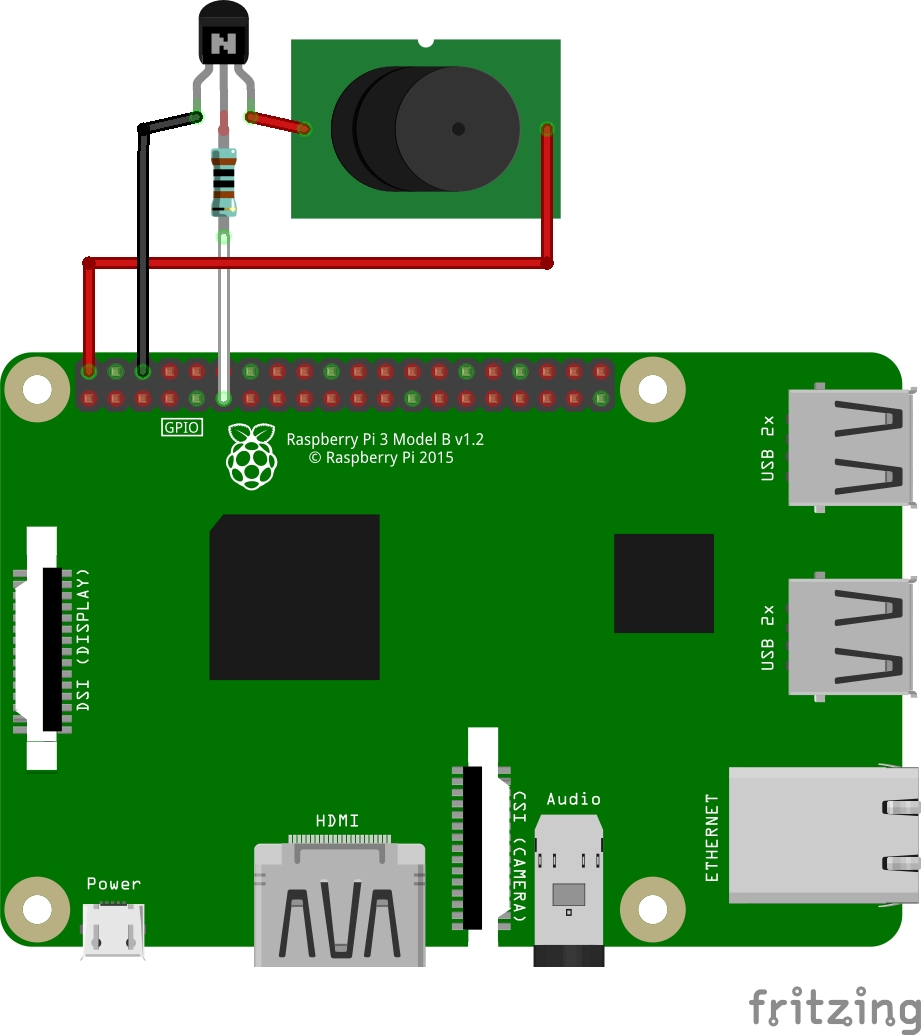 N
GPIO
Raspberry Pi 3 Model B v1.2
© Raspberry Pi 2015
USB 2x
DSI (DISPLAY)
USB 2x
HDMI
CSI (CAMERA)
Audio
ETHERNET
Power
fritzing